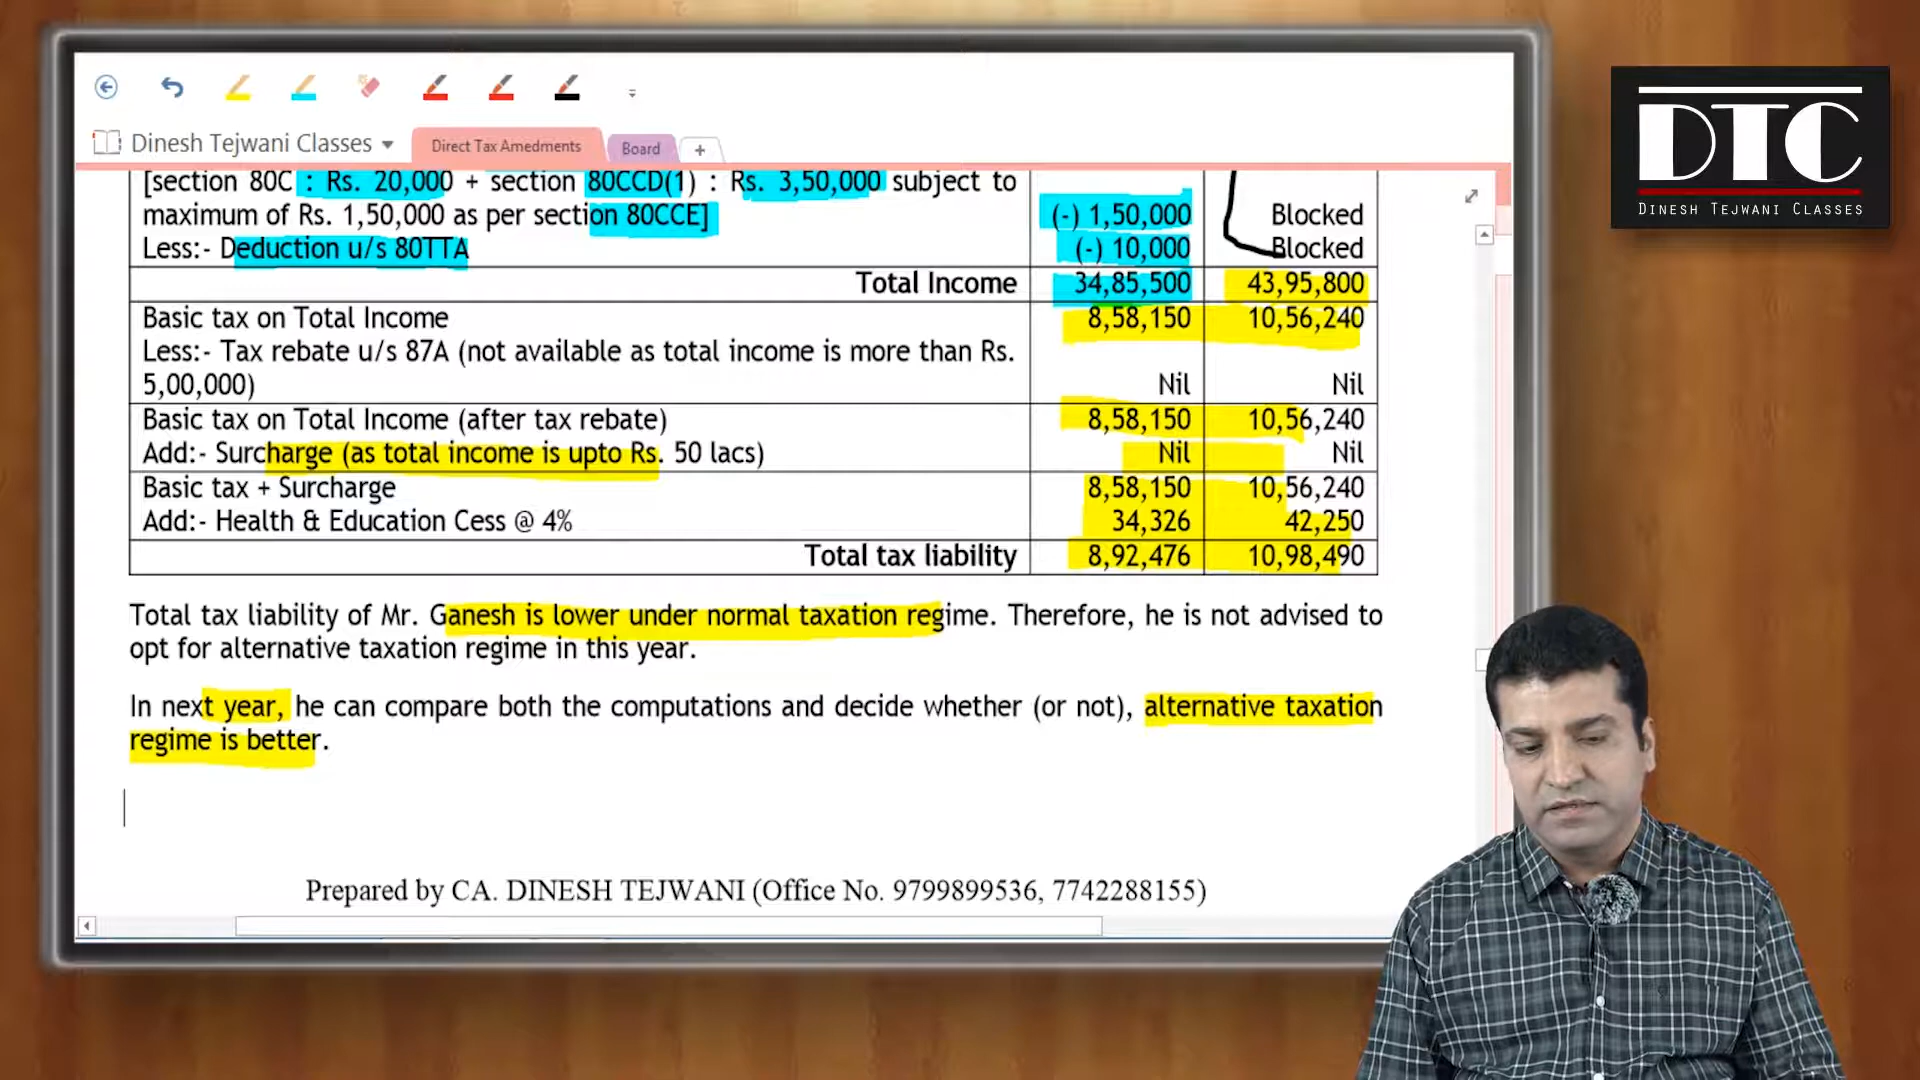 DTC
DINESH TEJWANI CLASSES
Dinesh Tejwani Classes
Direct Tax Amedments
Board
+
[section 80C : Rs. 20,000 + section 80CCD(1) : Rs. 3,50,000 subject to
maximum of Rs. 1,50,000 as per section 80CCE] (-) 1,50,000 Blocked
Less:- Deduction u/s 80TTA (-) 10,000 Blocked
Total Income 34,85,500 43,95,800
Basic tax on Total Income 8,58,150 10,56,240
Less:- Tax rebate u/s 87A (not available as total income is more than Rs.
5,00,000) Nil Nil
Basic tax on Total Income (after tax rebate) 8,58,150 10,56,240
Add:- Surcharge (as total income is upto Rs. 50 lacs) Nil Nil
Basic tax + Surcharge 8,58,150 10,56,240
Add:- Health & Education Cess @ 4% 34,326 42,250
Total tax liability 8,92,476 10,98,490
Total tax liability of Mr. Ganesh is lower under normal taxation regime. Therefore, he is not advised to
opt for alternative taxation regime in this year.
In next year, he can compare both the computations and decide whether (or not), alternative taxation
regime is better.
Prepared by CA. DINESH TEJWANI (Office No. 9799899536, 7742288155)